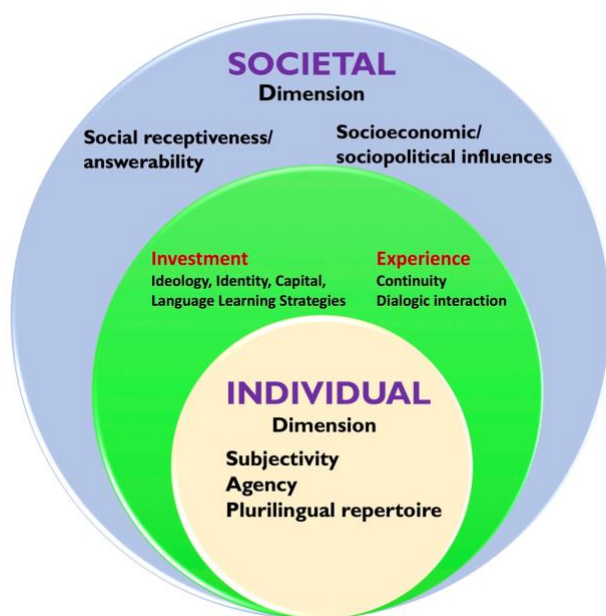 SOCIETAL
Dimension
Social receptiveness/
answerability
Socioeconomic/
sociopolitical influences
Investment
Ideology, Identity, Capital,
Language Learning Strategies
Experience
Continuity
Dialogic interaction
INDIVIDUAL
Dimension
Subjectivity
Agency
Plurilingual repertoire